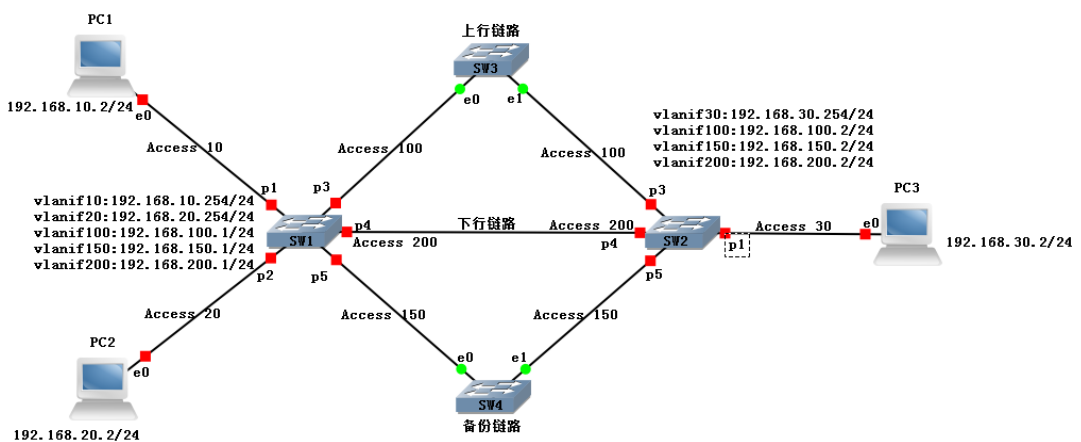 PC1
192.168.10.2/24
e0
Access 10
p1
上行链路
SW3
e0
e1
Access 100
Access 100
p3
p3
vlanif30:192.168.30.254/24
vlanif100:192.168.100.2/24
vlanif150:192.168.150.2/24
vlanif200:192.168.200.2/24
vlanif10:192.168.10.254/24
vlanif20:192.168.20.254/24
vlanif100:192.168.100.1/24
vlanif150:192.168.150.1/24
vlanif200:192.168.200.1/24
SW1
p4
Access 200
下行链路
Access 200
p4
SW2
p1
Access 30
e0
PC3
192.168.30.2/24
p2
p5
p5
Access 20
Access 150
Access 150
PC2
e0
192.168.20.2/24
e0
e1
SW4
备份链路